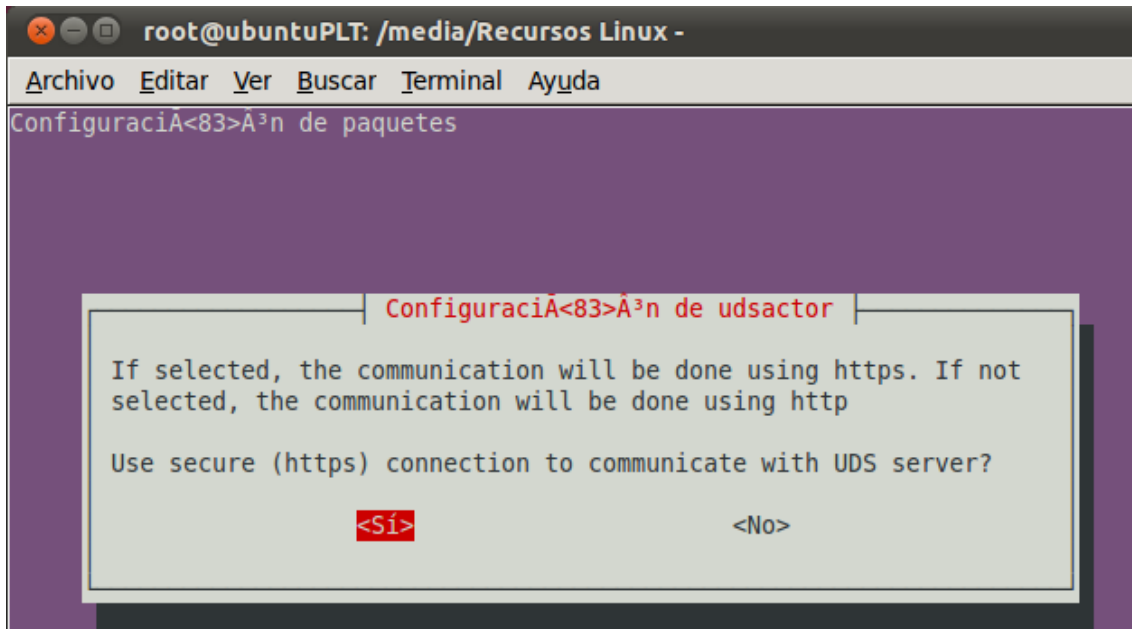 root@ubuntuPLT: /media/Recursos Linux -
Archivo Editar Ver Buscar Terminal Ayuda
ConfiguraciÃ<83>Â³n de paquetes
ConfiguraciÃ<83>Â³n de udsactor
If selected, the communication will be done using https. If not
selected, the communication will be done using http
Use secure (https) connection to communicate with UDS server?
<Sí> <No>